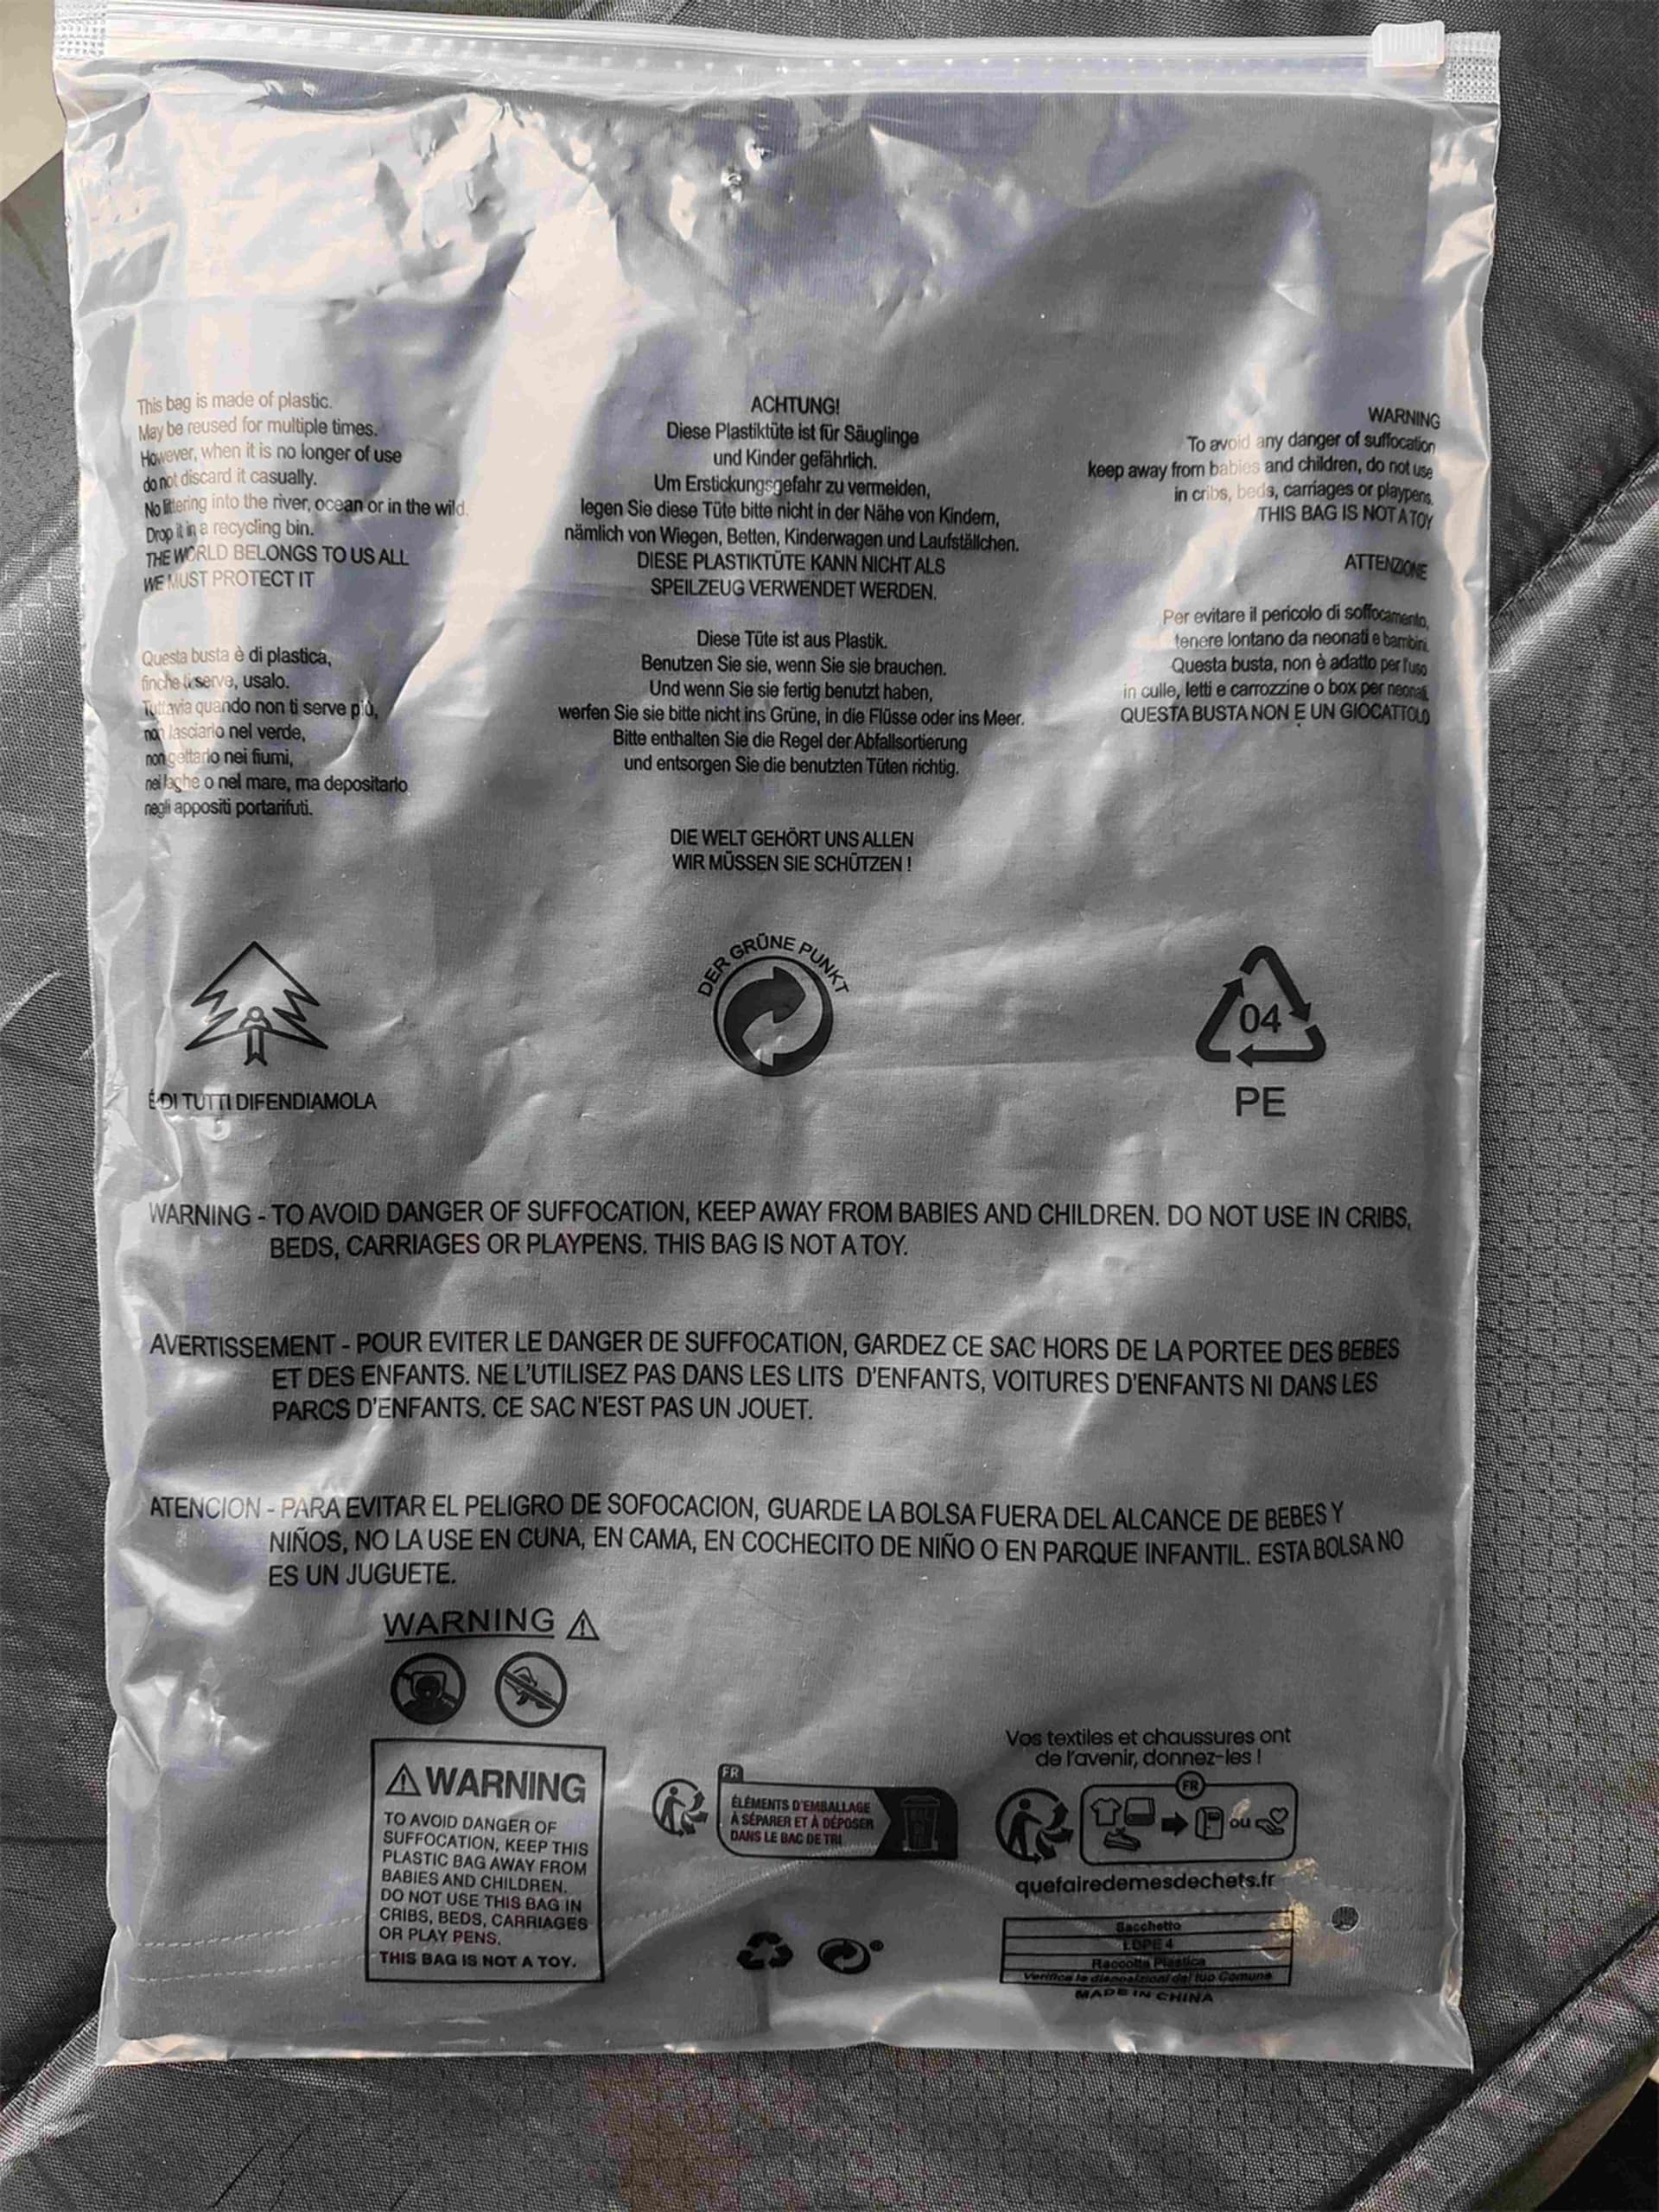 This bag is made of plastic.
May be reused for multiple times.
However, when it is no longer of use
do not discard it casually.
No littering into the river, ocean or in the wild.
Drop it in a recycling bin.
THE WORLD BELONGS TO US ALL
WE MUST PROTECT IT
Questa busta è di plastica,
finche ti serve, usalo.
Tuttavia quando non ti serve più,
non lasciarlo nel verde,
non gettarlo nei fiumi,
nei laghe o nel mare, ma depositarlo
negli appositi portarifuti.
ACHTUNG!
Diese Plastiktüte ist für Säuglinge
und Kinder gefährlich.
Um Erstickungsgefahr zu vermeiden,
legen Sie diese Tüte bitte nicht in der Nähe von Kindern,
nämlich von Wiegen, Betten, Kinderwagen und Laufställchen.
DIESE PLASTIKTÜTE KANN NICHT ALS
SPEILZEUG VERWENDET WERDEN.
Diese Tüte ist aus Plastik.
Benutzen Sie sie, wenn Sie sie brauchen.
Und wenn Sie sie fertig benutzt haben,
werfen Sie sie bitte nicht ins Grüne, in die Flüsse oder ins Meer.
Bitte enthalten Sie die Regel der Abfallsortierung
und entsorgen Sie die benutzten Tüten richtig.
DIE WELT GEHÖRT UNS ALLEN
WIR MÜSSEN SIE SCHÜTZEN !
WARNING
To avoid any danger of suffocation
keep away from babies and children, do not use
in cribs, beds, carriages or playpens.
THIS BAG IS NOT A TOY
ATTENZIONE
Per evitare il pericolo di soffocamento,
tenere lontano da neonati e bambini.
Questa busta, non è adatto per l'uso
in culle, letti e carrozzine o box per neonati.
QUESTA BUSTA NON E UN GIOCATTOLO
É DI TUTTI DIFENDIAMOLA
DER GRÜNE PUNKT
04
PE
WARNING - TO AVOID DANGER OF SUFFOCATION, KEEP AWAY FROM BABIES AND CHILDREN. DO NOT USE IN CRIBS,
BEDS, CARRIAGES OR PLAYPENS. THIS BAG IS NOT A TOY.
AVERTISSEMENT - POUR EVITER LE DANGER DE SUFFOCATION, GARDEZ CE SAC HORS DE LA PORTEE DES BEBES
ET DES ENFANTS. NE L'UTILISEZ PAS DANS LES LITS D'ENFANTS, VOITURES D'ENFANTS NI DANS LES
PARCS D'ENFANTS. CE SAC N'EST PAS UN JOUET.
ATENCION - PARA EVITAR EL PELIGRO DE SOFOCACION, GUARDE LA BOLSA FUERA DEL ALCANCE DE BEBES Y
NIÑOS, NO LA USE EN CUNA, EN CAMA, EN COCHECITO DE NIÑO O EN PARQUE INFANTIL. ESTA BOLSA NO
ES UN JUGUETE.
WARNING
WARNING
TO AVOID DANGER OF
SUFFOCATION, KEEP THIS
PLASTIC BAG AWAY FROM
BABIES AND CHILDREN.
DO NOT USE THIS BAG IN
CRIBS, BEDS, CARRIAGES
OR PLAY PENS.
THIS BAG IS NOT A TOY.
FR
ÉLÉMENTS D'EMBALLAGE
À SÉPARER ET À DÉPOSER
DANS LE BAC DE TRI
Vos textiles et chaussures ont
de l'avenir, donnez-les !
FR
ou
quefairedemesdechets.fr
Sacchetto
LDPE 4
Raccolta Plastica
Verifica le disposizioni del tuo Comune
MADE IN CHINA